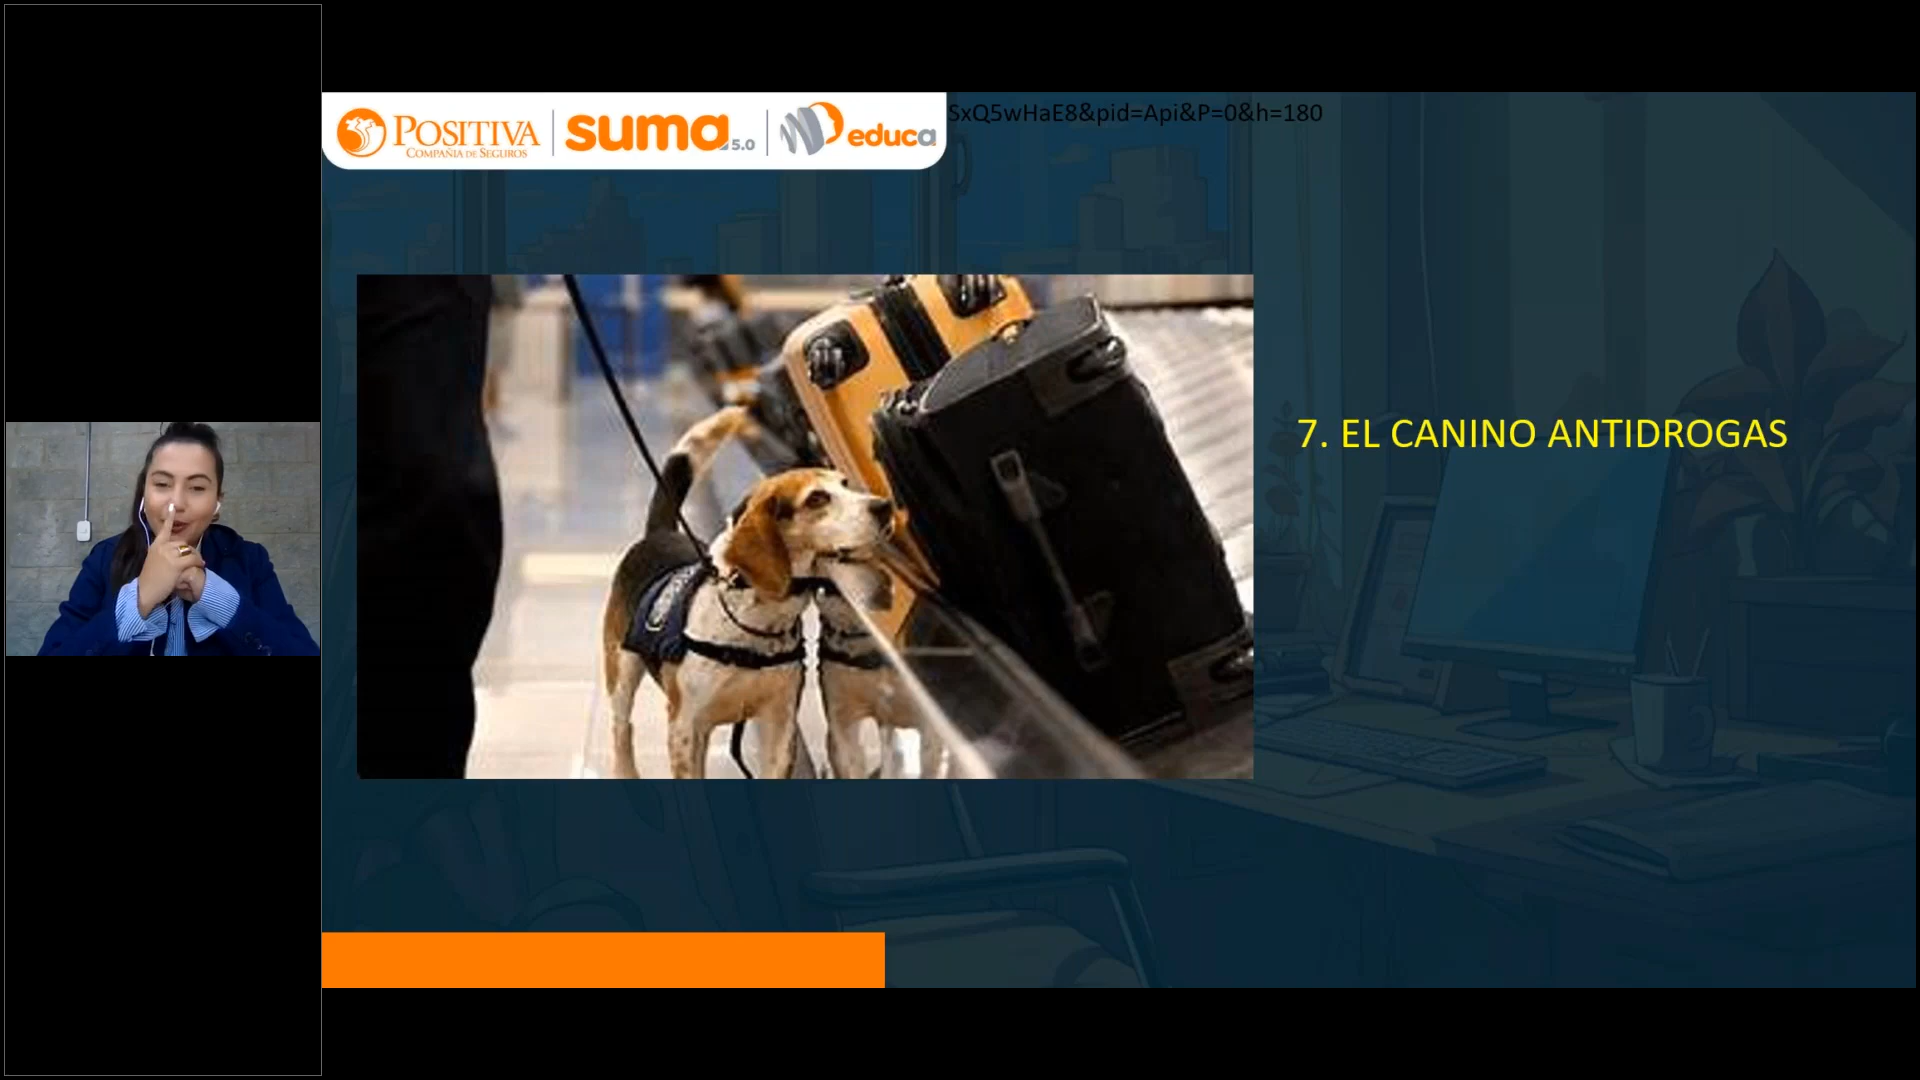 POSITIVA
COMPAÑIA DE SEGUROS
suma 5.0
educa
SxQ5wHaE8&pid=Api&P=0&h=180
7. EL CANINO ANTIDROGAS